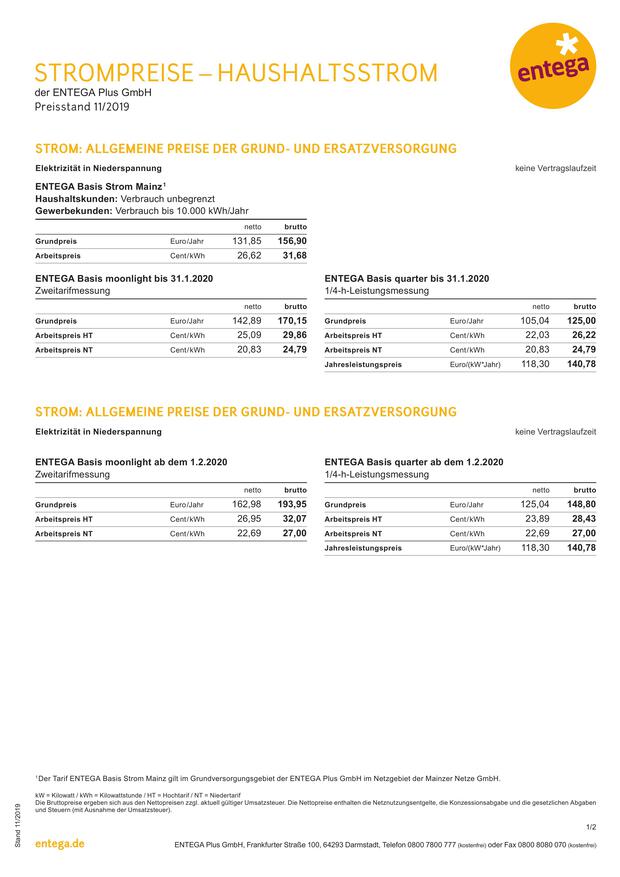 STROMPREISE – HAUSHALTSSTROM
der ENTEGA Plus GmbH
Preisstand 11/2019
entega
STROM: ALLGEMEINE PREISE DER GRUND- UND ERSATZVERSORGUNG
Elektrizität in Niederspannung keine Vertragslaufzeit
ENTEGA Basis Strom Mainz¹
Haushaltskunden: Verbrauch unbegrenzt
Gewerbekunden: Verbrauch bis 10.000 kWh/Jahr
netto brutto
Grundpreis Euro/Jahr 131,85 156,90
Arbeitspreis Cent/kWh 26,62 31,68
ENTEGA Basis moonlight bis 31.1.2020
Zweitarifmessung
netto brutto
Grundpreis Euro/Jahr 142,89 170,15
Arbeitspreis HT Cent/kWh 25,09 29,86
Arbeitspreis NT Cent/kWh 20,83 24,79
ENTEGA Basis quarter bis 31.1.2020
1/4-h-Leistungsmessung
netto brutto
Grundpreis Euro/Jahr 105,04 125,00
Arbeitspreis HT Cent/kWh 22,03 26,22
Arbeitspreis NT Cent/kWh 20,83 24,79
Jahresleistungspreis Euro/(kW*Jahr) 118,30 140,78
STROM: ALLGEMEINE PREISE DER GRUND- UND ERSATZVERSORGUNG
Elektrizität in Niederspannung keine Vertragslaufzeit
ENTEGA Basis moonlight ab dem 1.2.2020
Zweitarifmessung
netto brutto
Grundpreis Euro/Jahr 162,98 193,95
Arbeitspreis HT Cent/kWh 26,95 32,07
Arbeitspreis NT Cent/kWh 22,69 27,00
ENTEGA Basis quarter ab dem 1.2.2020
1/4-h-Leistungsmessung
netto brutto
Grundpreis Euro/Jahr 125,04 148,80
Arbeitspreis HT Cent/kWh 23,89 28,43
Arbeitspreis NT Cent/kWh 22,69 27,00
Jahresleistungspreis Euro/(kW*Jahr) 118,30 140,78
¹Der Tarif ENTEGA Basis Strom Mainz gilt im Grundversorgungsgebiet der ENTEGA Plus GmbH im Netzgebiet der Mainzer Netze GmbH.
kW = Kilowatt / kWh = Kilowattstunde / HT = Hochtarif / NT = Niedertarif
Die Bruttopreise ergeben sich aus den Nettopreisen zzgl. aktuell gültiger Umsatzsteuer. Die Nettopreise enthalten die Netznutzungsentgelte, die Konzessionsabgabe und die gesetzlichen Abgaben
und Steuern (mit Ausnahme der Umsatzsteuer).
Stand 11/2019
1/2
entega.de ENTEGA Plus GmbH, Frankfurter Straße 100, 64293 Darmstadt, Telefon 0800 7800 777 (kostenfrei) oder Fax 0800 8080 070 (kostenfrei)